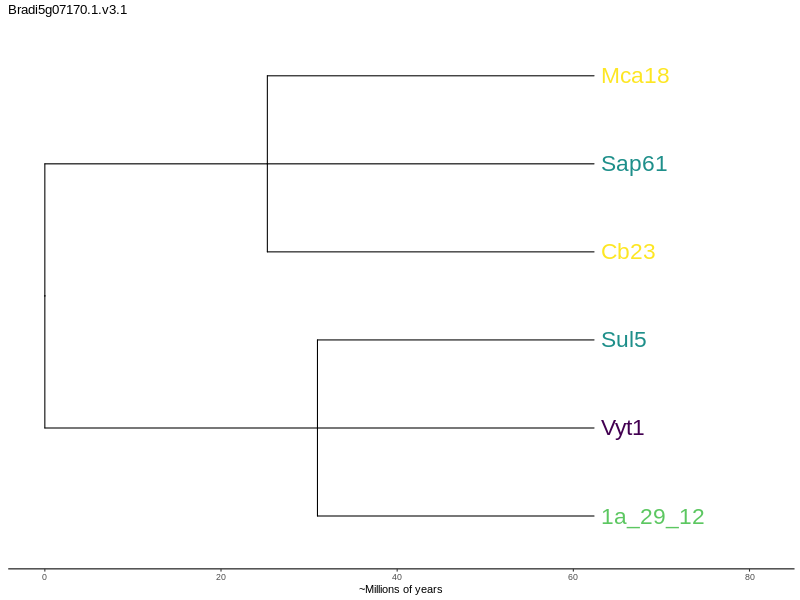 Bradi5g07170.1.v3.1
Mca18
Sap61
Cb23
Sul5
Vyt1
1a_29_12
0 20 40 60 80
~Millions of years